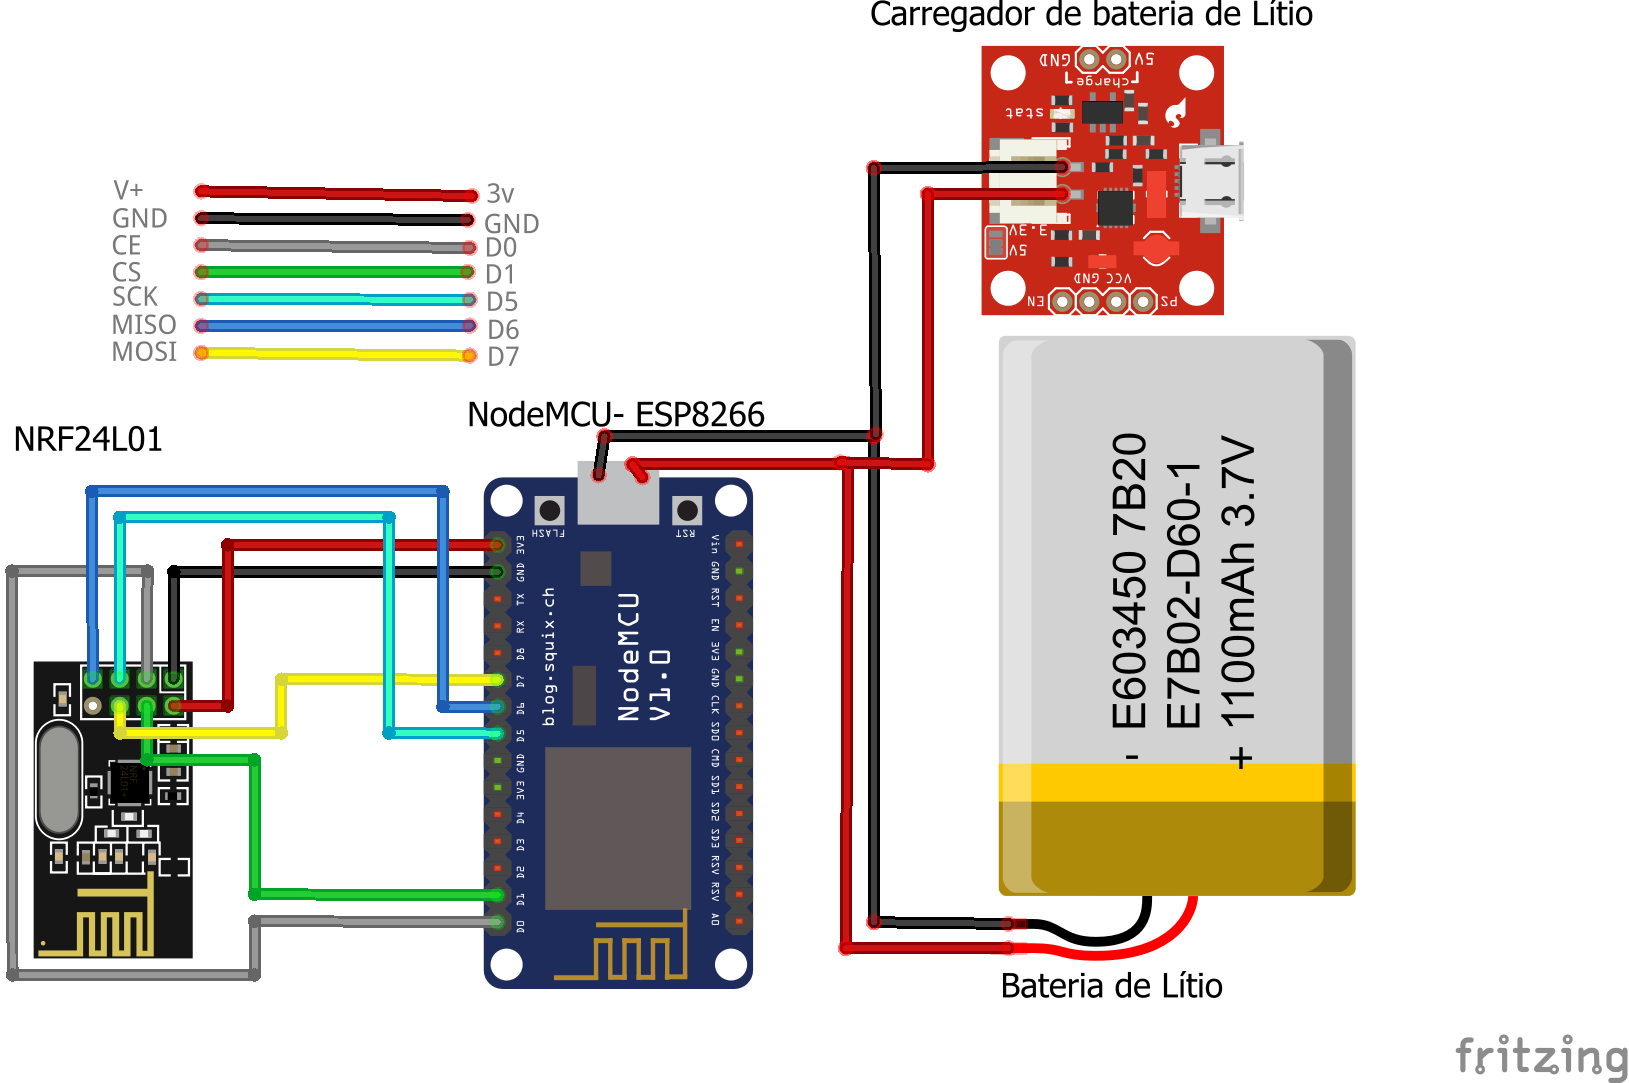 Carregador de bateria de Lítio
GND 5V
charge
stat
3.3V
5V
VCC GND
EN PS
V+ 3v
GND GND
CE D0
CS D1
SCK D5
MISO D6
MOSI D7
NodeMCU- ESP8266
NRF24L01
FLASH RST
3V3
GND
TX
RX
D8
D7
D6
D5
GND
3V3
D4
D3
D2
D1
D0
blog.squix.ch
NodeMCU
V1.0
Vin
GND
RST
EN
3V3
GND
CLK
SD0
CMD
SD1
SD2
SD3
RSV
RSV
A0
NRF
24L01+
- E603450 7B20
E7B02-D60-1
+ 1100mAh 3.7V
Bateria de Lítio
fritzing